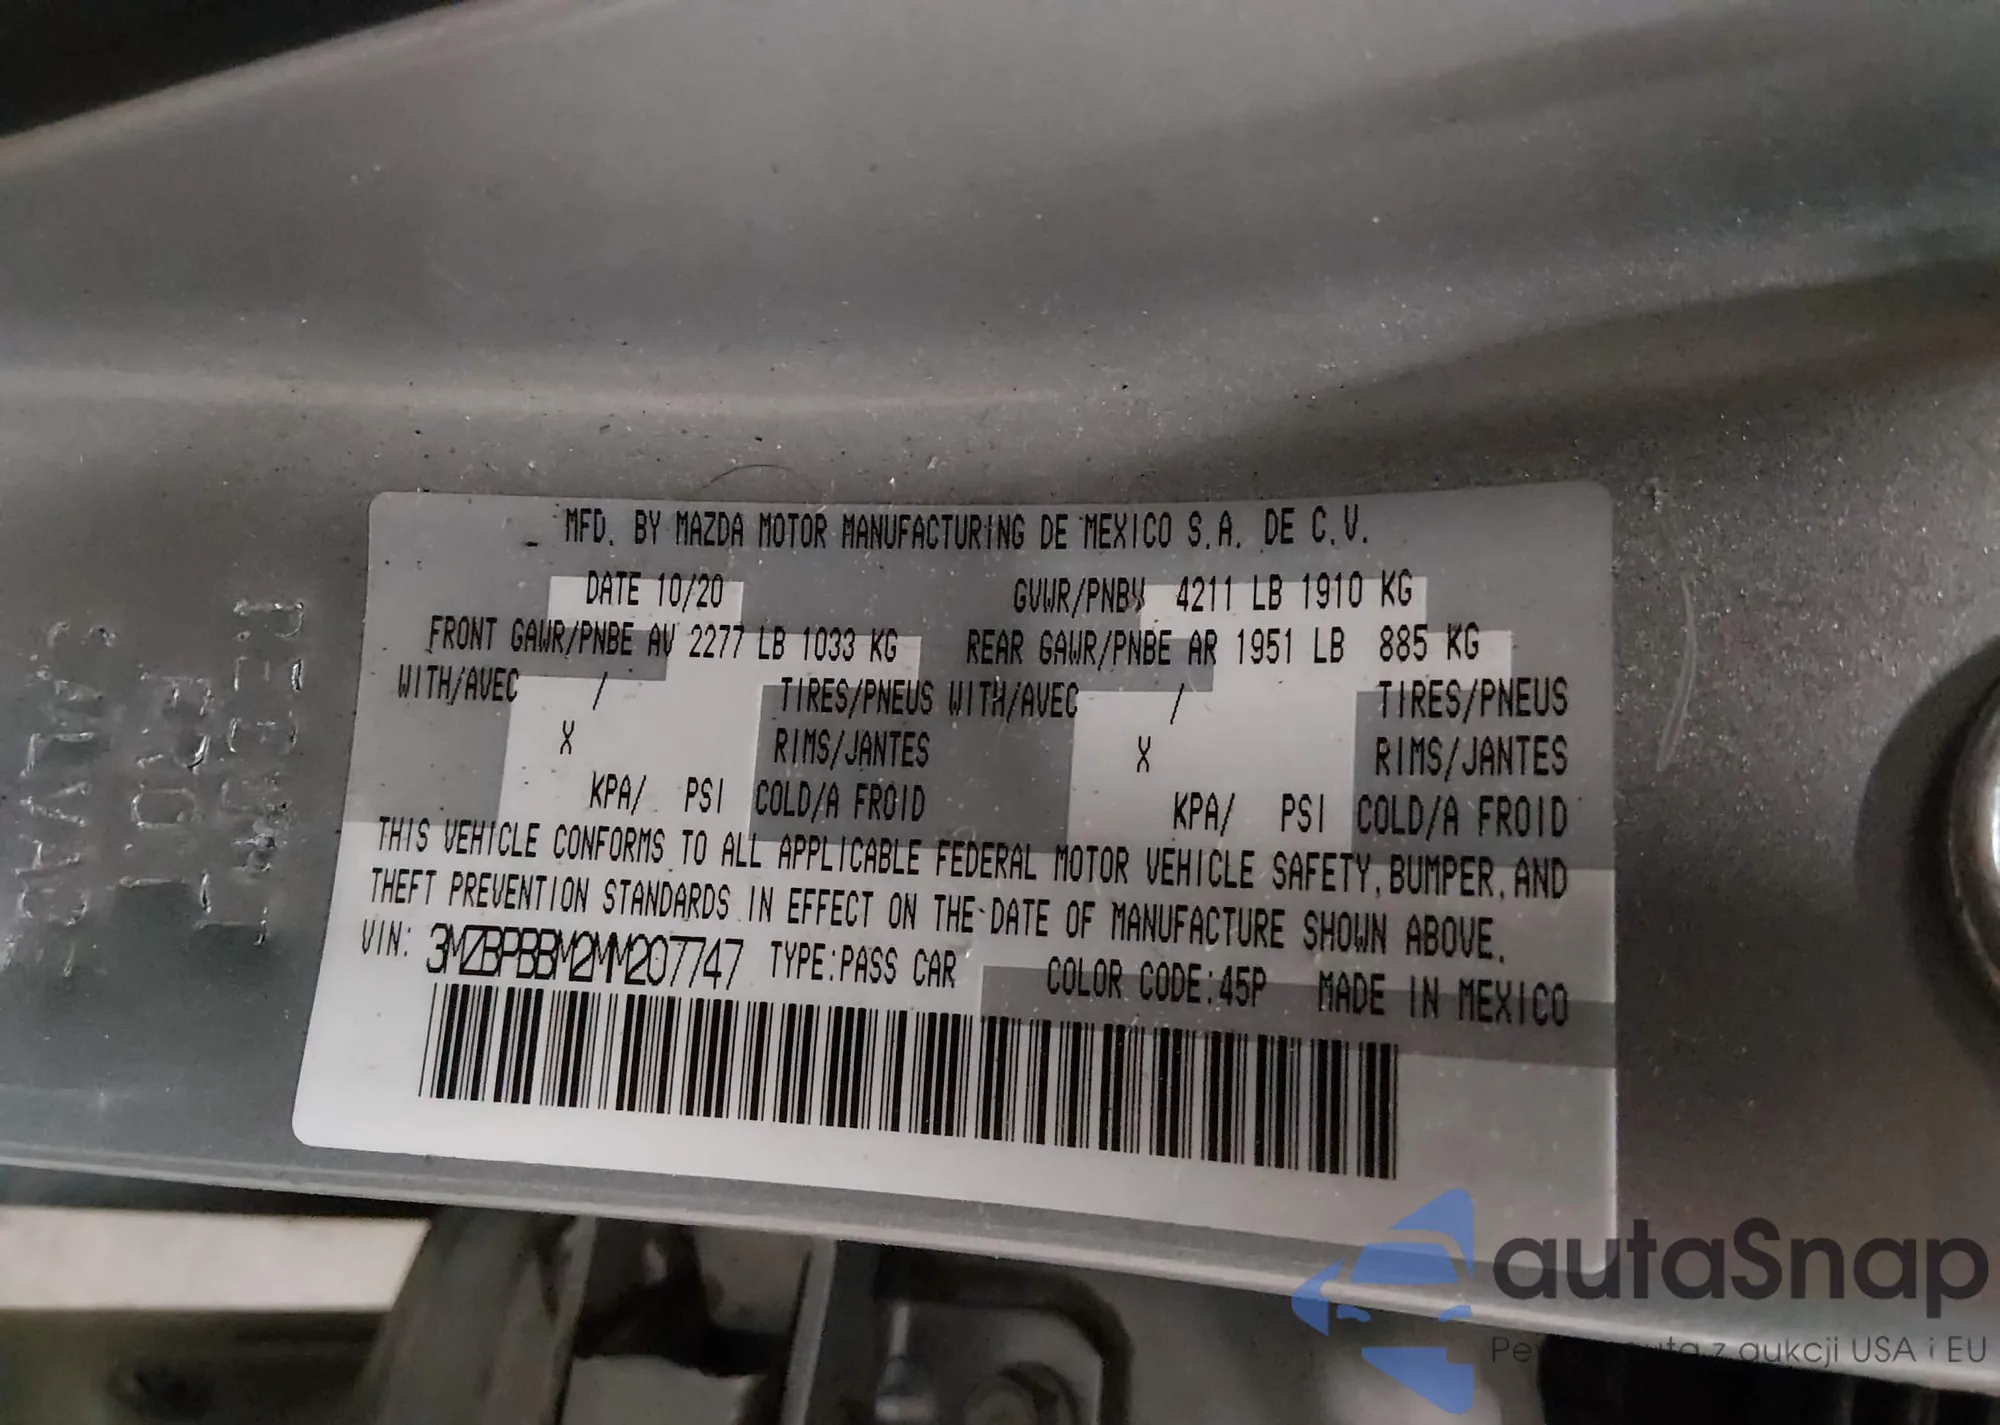 MFD. BY MAZDA MOTOR MANUFACTURING DE MEXICO S.A. DE C.V.
DATE 10/20 GVWR/PNBV 4211 LB 1910 KG
FRONT GAWR/PNBE AV 2277 LB 1033 KG REAR GAWR/PNBE AR 1951 LB 885 KG
WITH/AVEC / TIRES/PNEUS WITH/AVEC / TIRES/PNEUS
X RIMS/JANTES X RIMS/JANTES
KPA/ PSI COLD/A FROID KPA/ PSI COLD/A FROID
THIS VEHICLE CONFORMS TO ALL APPLICABLE FEDERAL MOTOR VEHICLE SAFETY, BUMPER, AND
THEFT PREVENTION STANDARDS IN EFFECT ON THE DATE OF MANUFACTURE SHOWN ABOVE.
VIN: 3MZBPBBM2MM207747 TYPE:PASS CAR COLOR CODE:45P MADE IN MEXICO
autaSnap
z aukcji USA i EU